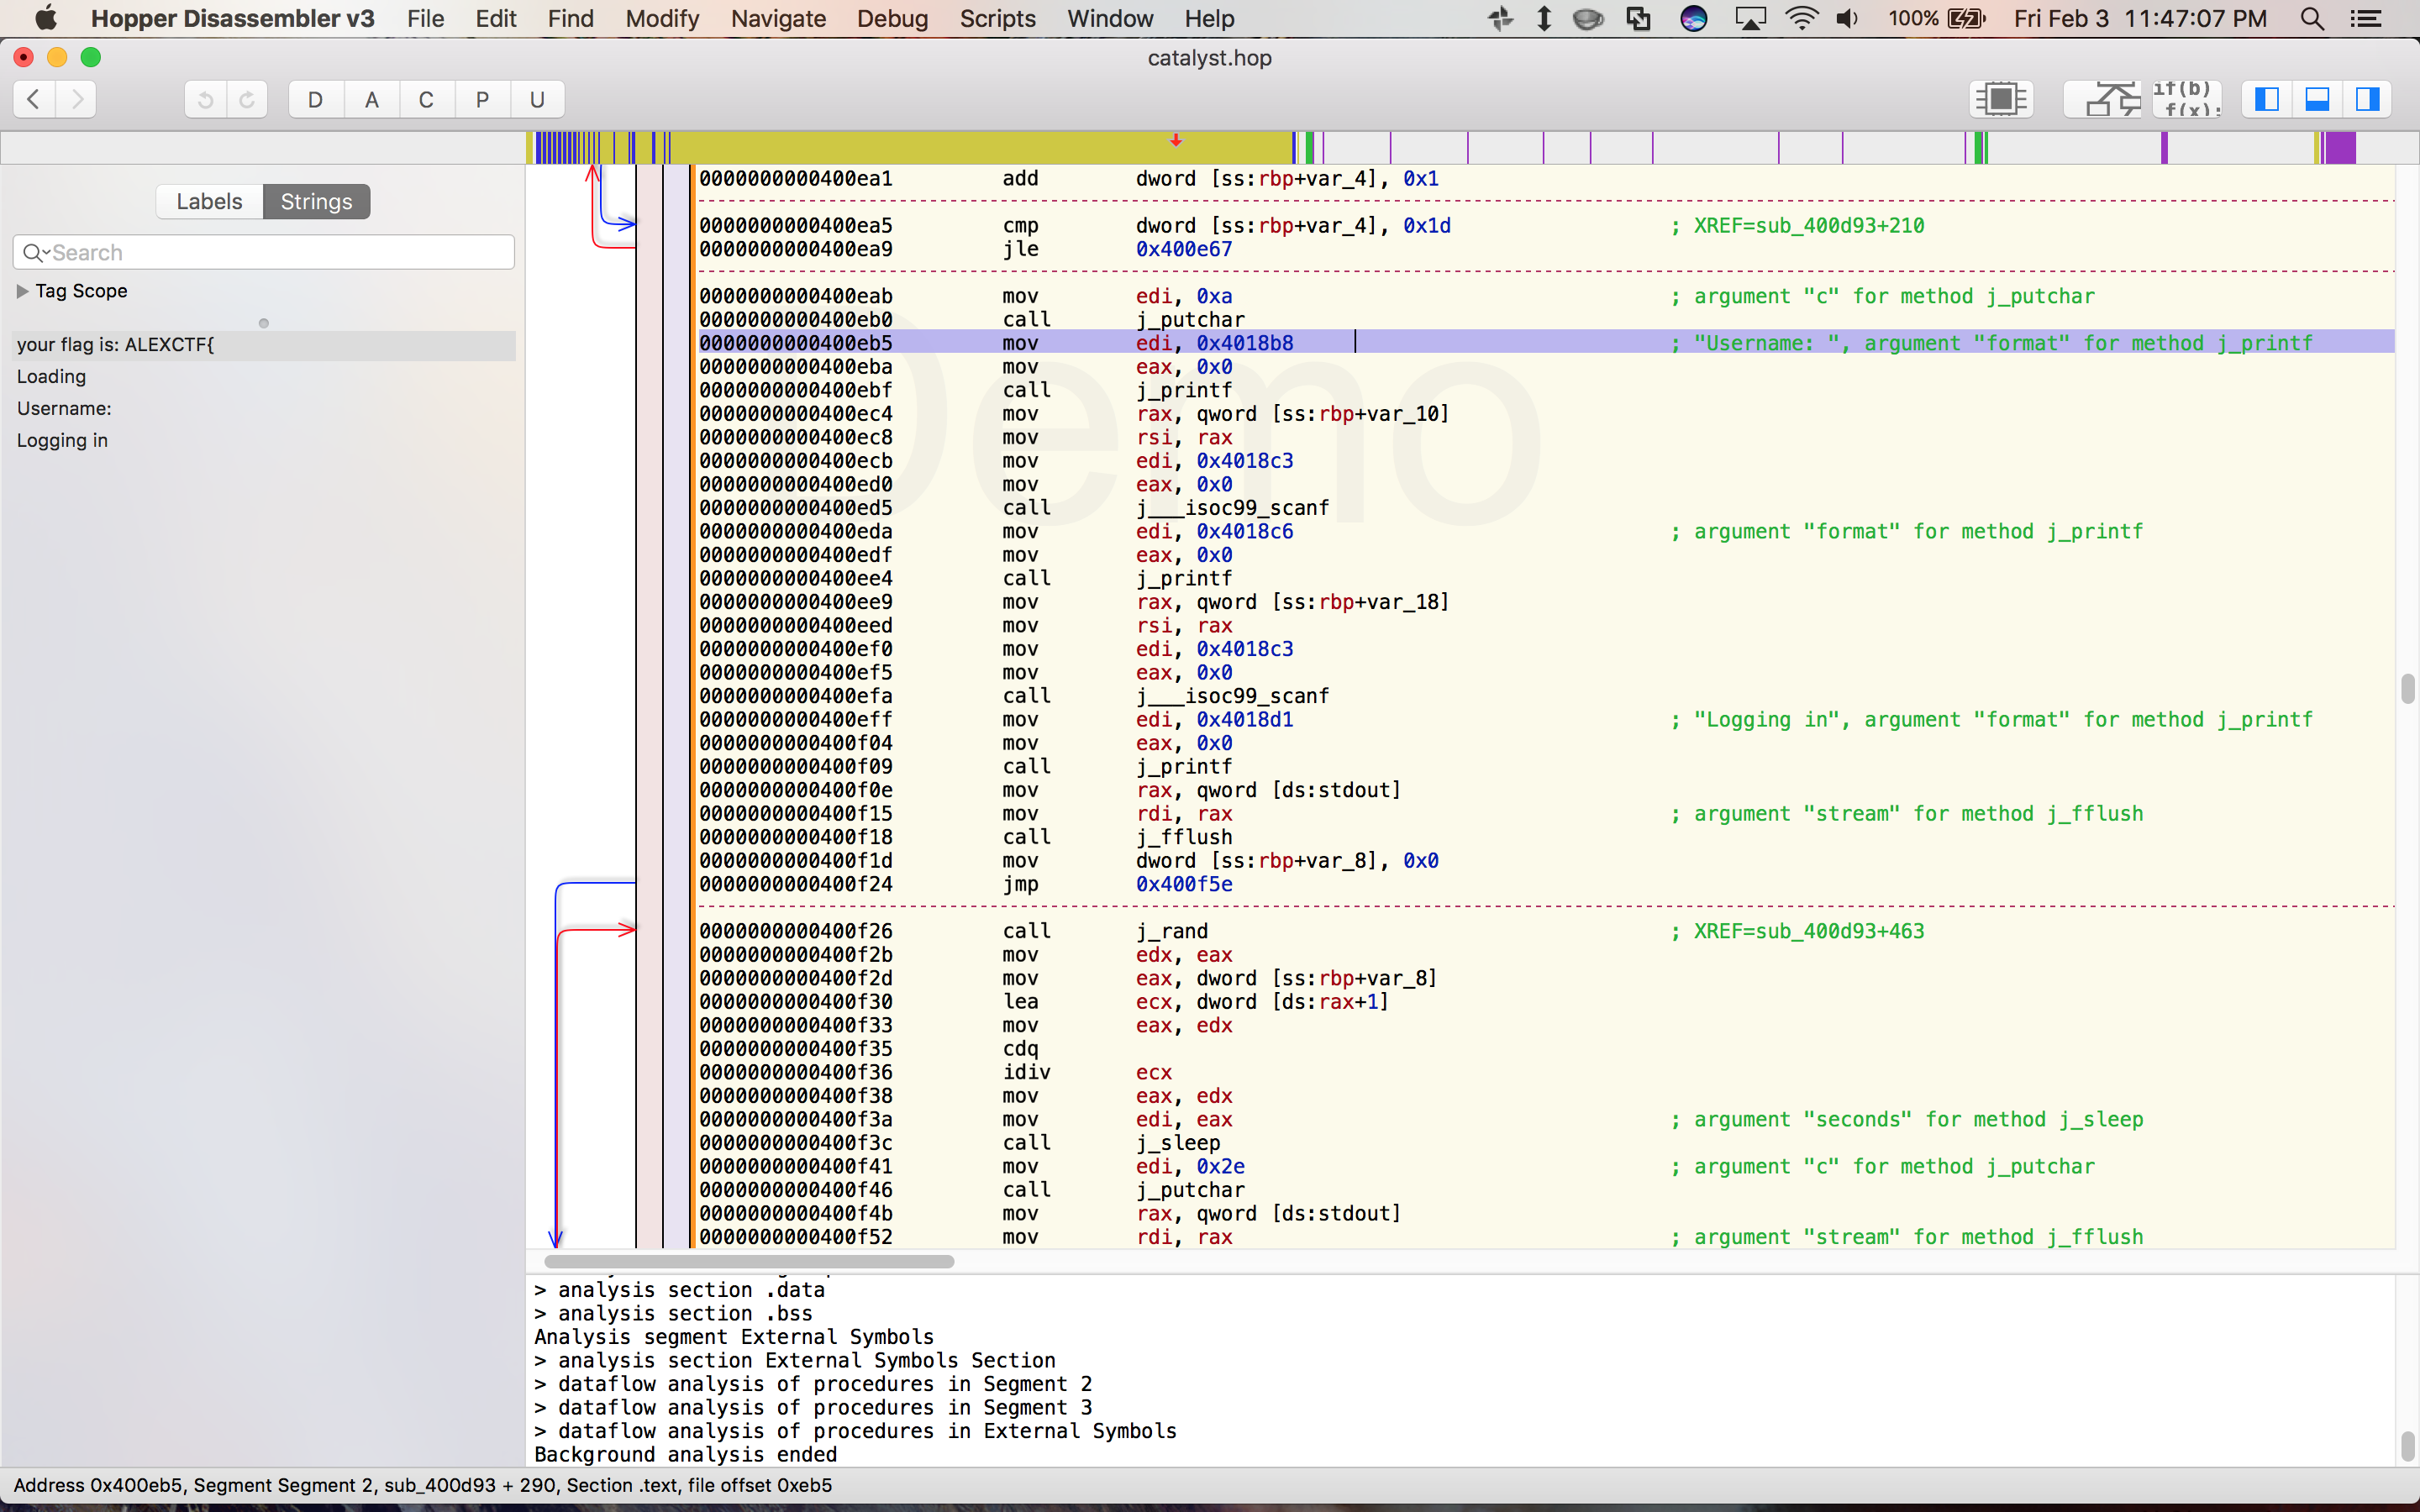 Hopper Disassembler v3 File Edit Find Modify Navigate Debug Scripts Window Help 100% Fri Feb 3 11:47:07 PM
catalyst.hop
D A C P U if(b)
f(x);
Labels Strings
Search
Tag Scope
your flag is: ALEXCTF{
Loading
Username:
Logging in
Demo
0000000000400ea1 add dword [ss:rbp+var_4], 0x1
0000000000400ea5 cmp dword [ss:rbp+var_4], 0x1d ; XREF=sub_400d93+210
0000000000400ea9 jle 0x400e67
0000000000400eab mov edi, 0xa ; argument "c" for method j_putchar
0000000000400eb0 call j_putchar
0000000000400eb5 mov edi, 0x4018b8 ; "Username: ", argument "format" for method j_printf
0000000000400eba mov eax, 0x0
0000000000400ebf call j_printf
0000000000400ec4 mov rax, qword [ss:rbp+var_10]
0000000000400ec8 mov rsi, rax
0000000000400ecb mov edi, 0x4018c3
0000000000400ed0 mov eax, 0x0
0000000000400ed5 call j___isoc99_scanf
0000000000400eda mov edi, 0x4018c6 ; argument "format" for method j_printf
0000000000400edf mov eax, 0x0
0000000000400ee4 call j_printf
0000000000400ee9 mov rax, qword [ss:rbp+var_18]
0000000000400eed mov rsi, rax
0000000000400ef0 mov edi, 0x4018c3
0000000000400ef5 mov eax, 0x0
0000000000400efa call j___isoc99_scanf
0000000000400eff mov edi, 0x4018d1 ; "Logging in", argument "format" for method j_printf
0000000000400f04 mov eax, 0x0
0000000000400f09 call j_printf
0000000000400f0e mov rax, qword [ds:stdout]
0000000000400f15 mov rdi, rax ; argument "stream" for method j_fflush
0000000000400f18 call j_fflush
0000000000400f1d mov dword [ss:rbp+var_8], 0x0
0000000000400f24 jmp 0x400f5e
0000000000400f26 call j_rand ; XREF=sub_400d93+463
0000000000400f2b mov edx, eax
0000000000400f2d mov eax, dword [ss:rbp+var_8]
0000000000400f30 lea ecx, dword [ds:rax+1]
0000000000400f33 mov eax, edx
0000000000400f35 cdq
0000000000400f36 idiv ecx
0000000000400f38 mov eax, edx
0000000000400f3a mov edi, eax ; argument "seconds" for method j_sleep
0000000000400f3c call j_sleep
0000000000400f41 mov edi, 0x2e ; argument "c" for method j_putchar
0000000000400f46 call j_putchar
0000000000400f4b mov rax, qword [ds:stdout]
0000000000400f52 mov rdi, rax ; argument "stream" for method j_fflush
> analysis section .data
> analysis section .bss
Analysis segment External Symbols
> analysis section External Symbols Section
> dataflow analysis of procedures in Segment 2
> dataflow analysis of procedures in Segment 3
> dataflow analysis of procedures in External Symbols
Background analysis ended
Address 0x400eb5, Segment Segment 2, sub_400d93 + 290, Section .text, file offset 0xeb5